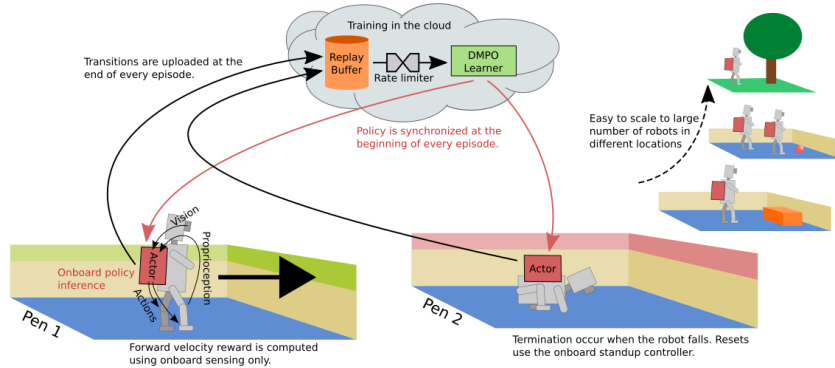 Training in the cloud
Transitions are uploaded at the
end of every episode.
Replay
Buffer
Rate limiter
DMPO
Learner
Policy is synchronized at the
beginning of every episode.
Easy to scale to large
number of robots in
different locations
Vision
Actor
Proprioception
Onboard policy
inference
Actions
Pen 1
Forward velocity reward is computed
using onboard sensing only.
Actor
Pen 2
Termination occur when the robot falls. Resets
use the onboard standup controller.